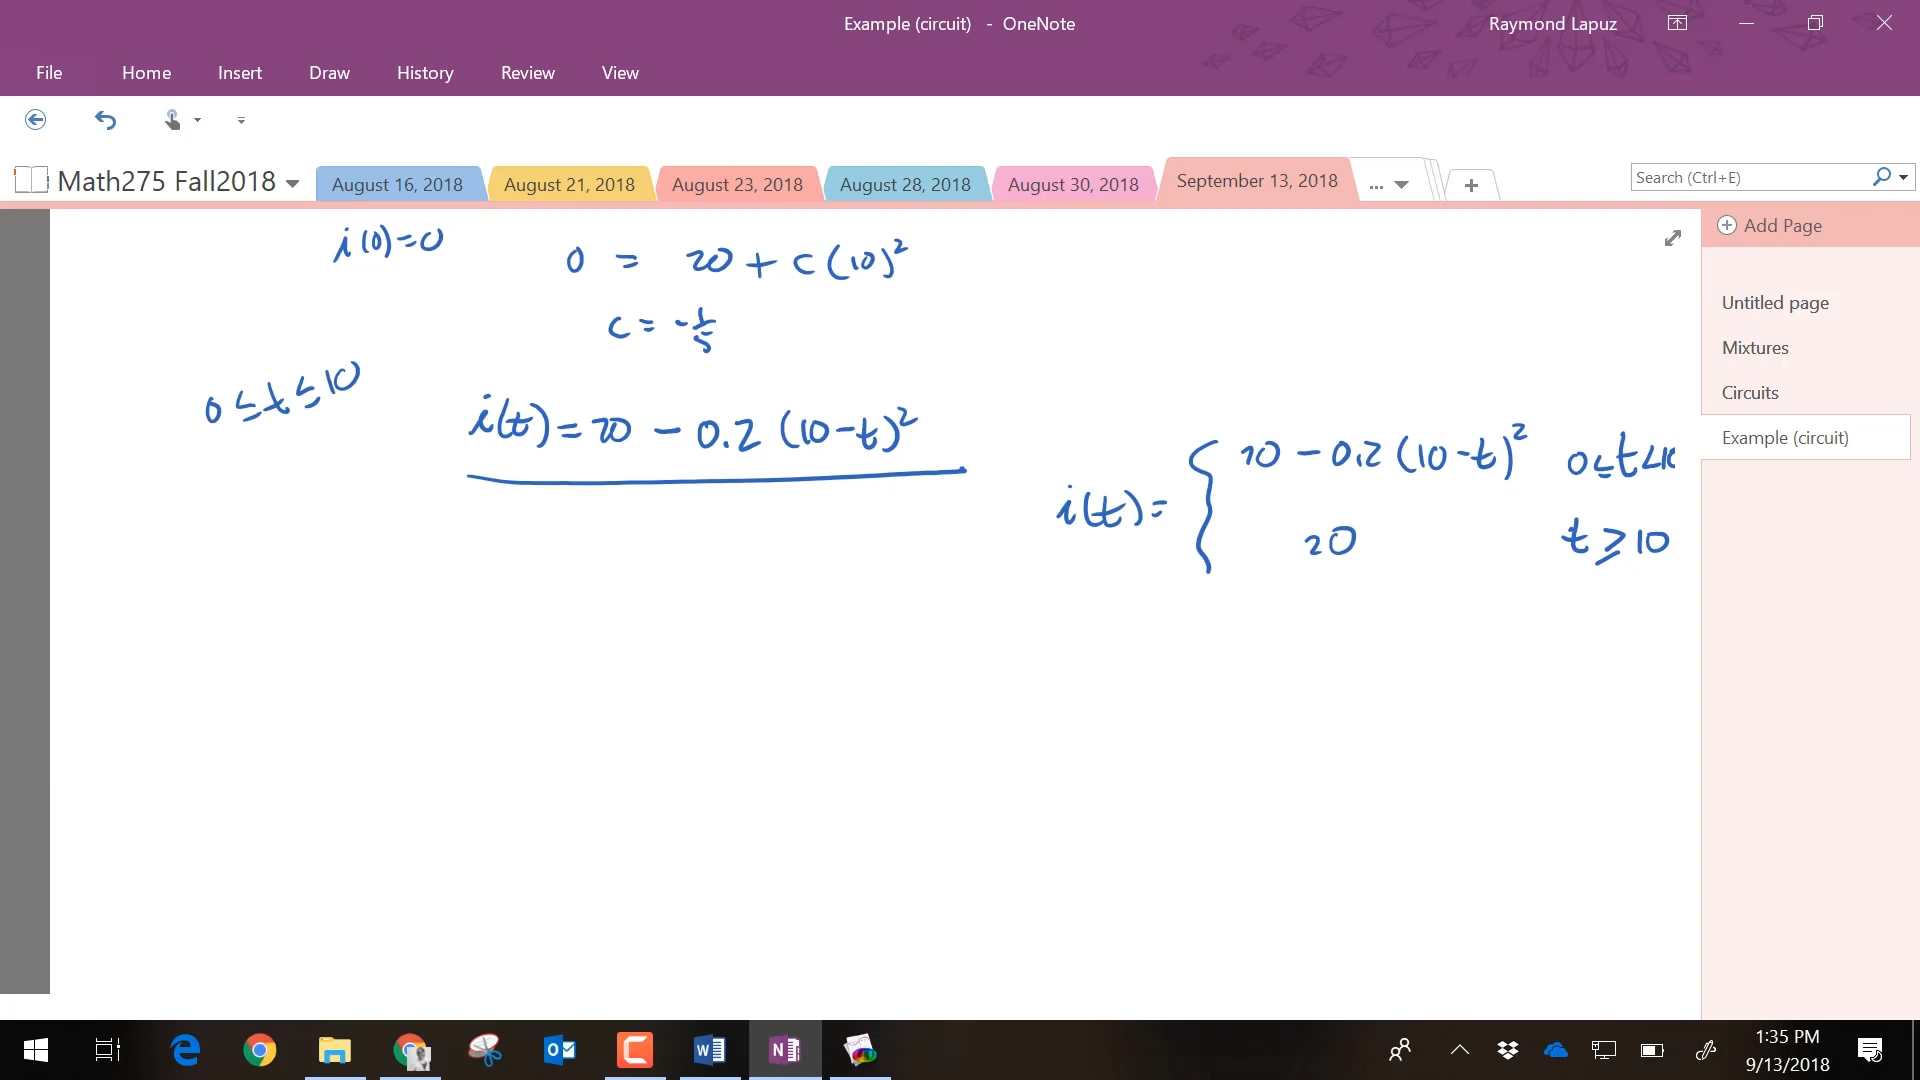 Example (circuit) - OneNote
Raymond Lapuz
File Home Insert Draw History Review View
Math275 Fall2018
August 16, 2018 August 21, 2018 August 23, 2018 August 28, 2018 August 30, 2018 September 13, 2018 ... +
Search (Ctrl+E)
Add Page
Untitled page
Mixtures
Circuits
Example (circuit)
i(0)=0
0 = 20 + c(10)²
c = -1/5
0 ≤ t ≤ 10
i(t) = 20 - 0.2 (10-t)²
i(t) = { 20 - 0.2 (10-t)² 0≤t<10
20 t ≥ 10
1:35 PM
9/13/2018